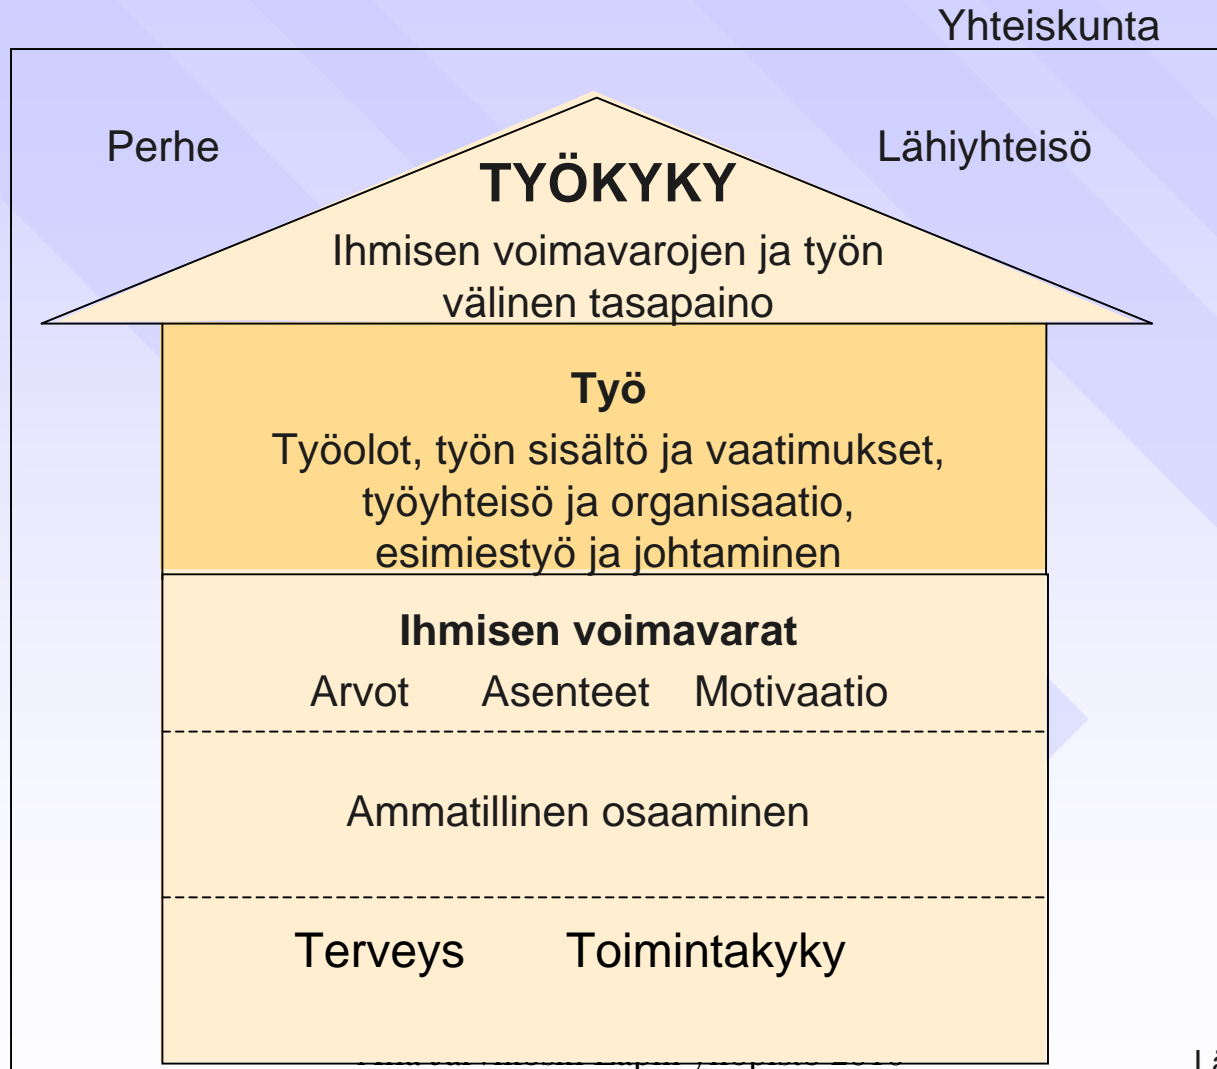 Yhteiskunta
Perhe
Lähiyhteisö
TYÖKYKY
Ihmisen voimavarojen ja työn
välinen tasapaino
Työ
Työolot, työn sisältö ja vaatimukset,
työyhteisö ja organisaatio,
esimiestyö ja johtaminen
Ihmisen voimavarat
Arvot Asenteet Motivaatio
Ammatillinen osaaminen
Terveys Toimintakyky